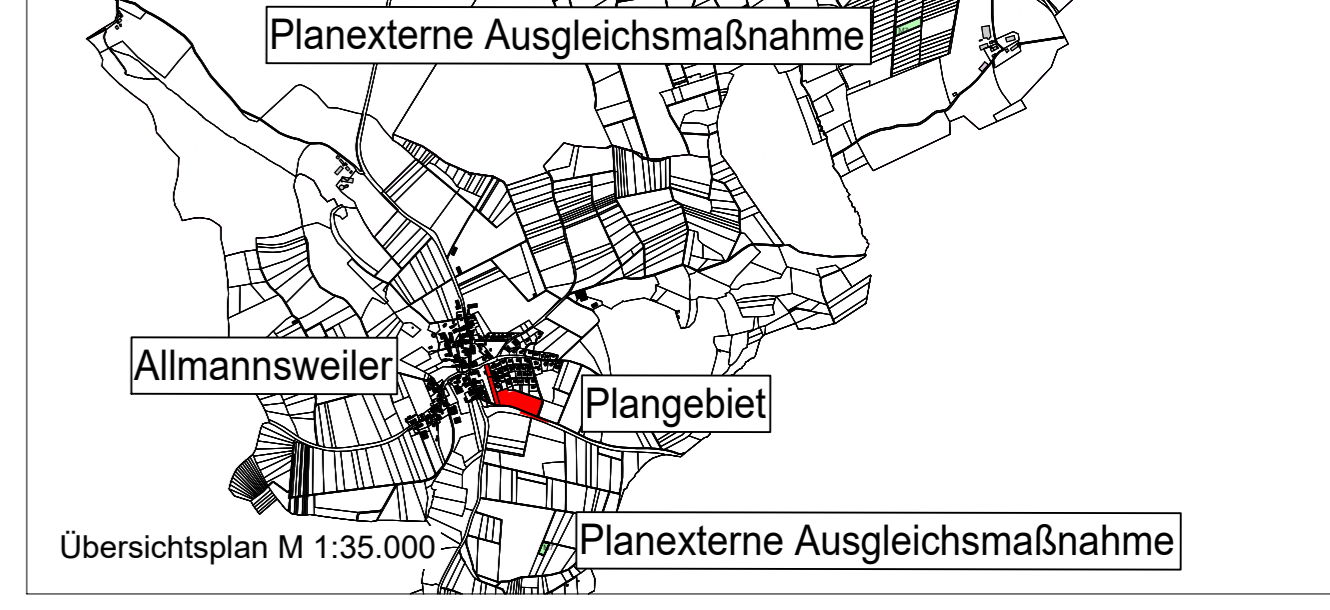 Planexterne Ausgleichsmaßnahme
Allmannsweiler
Plangebiet
Planexterne Ausgleichsmaßnahme
Übersichtsplan M 1:35.000